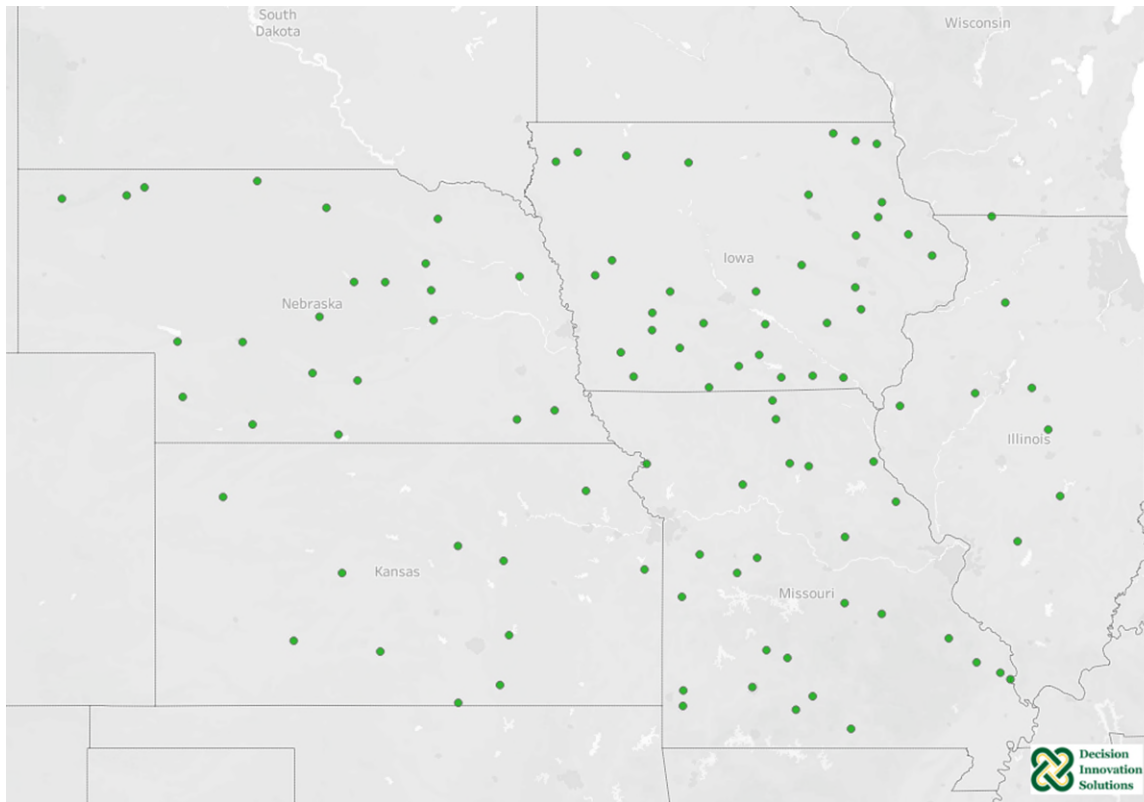 South
Dakota
Wisconsin
Iowa
Nebraska
Illinois
Kansas
Missouri
Decision
Innovation
Solutions